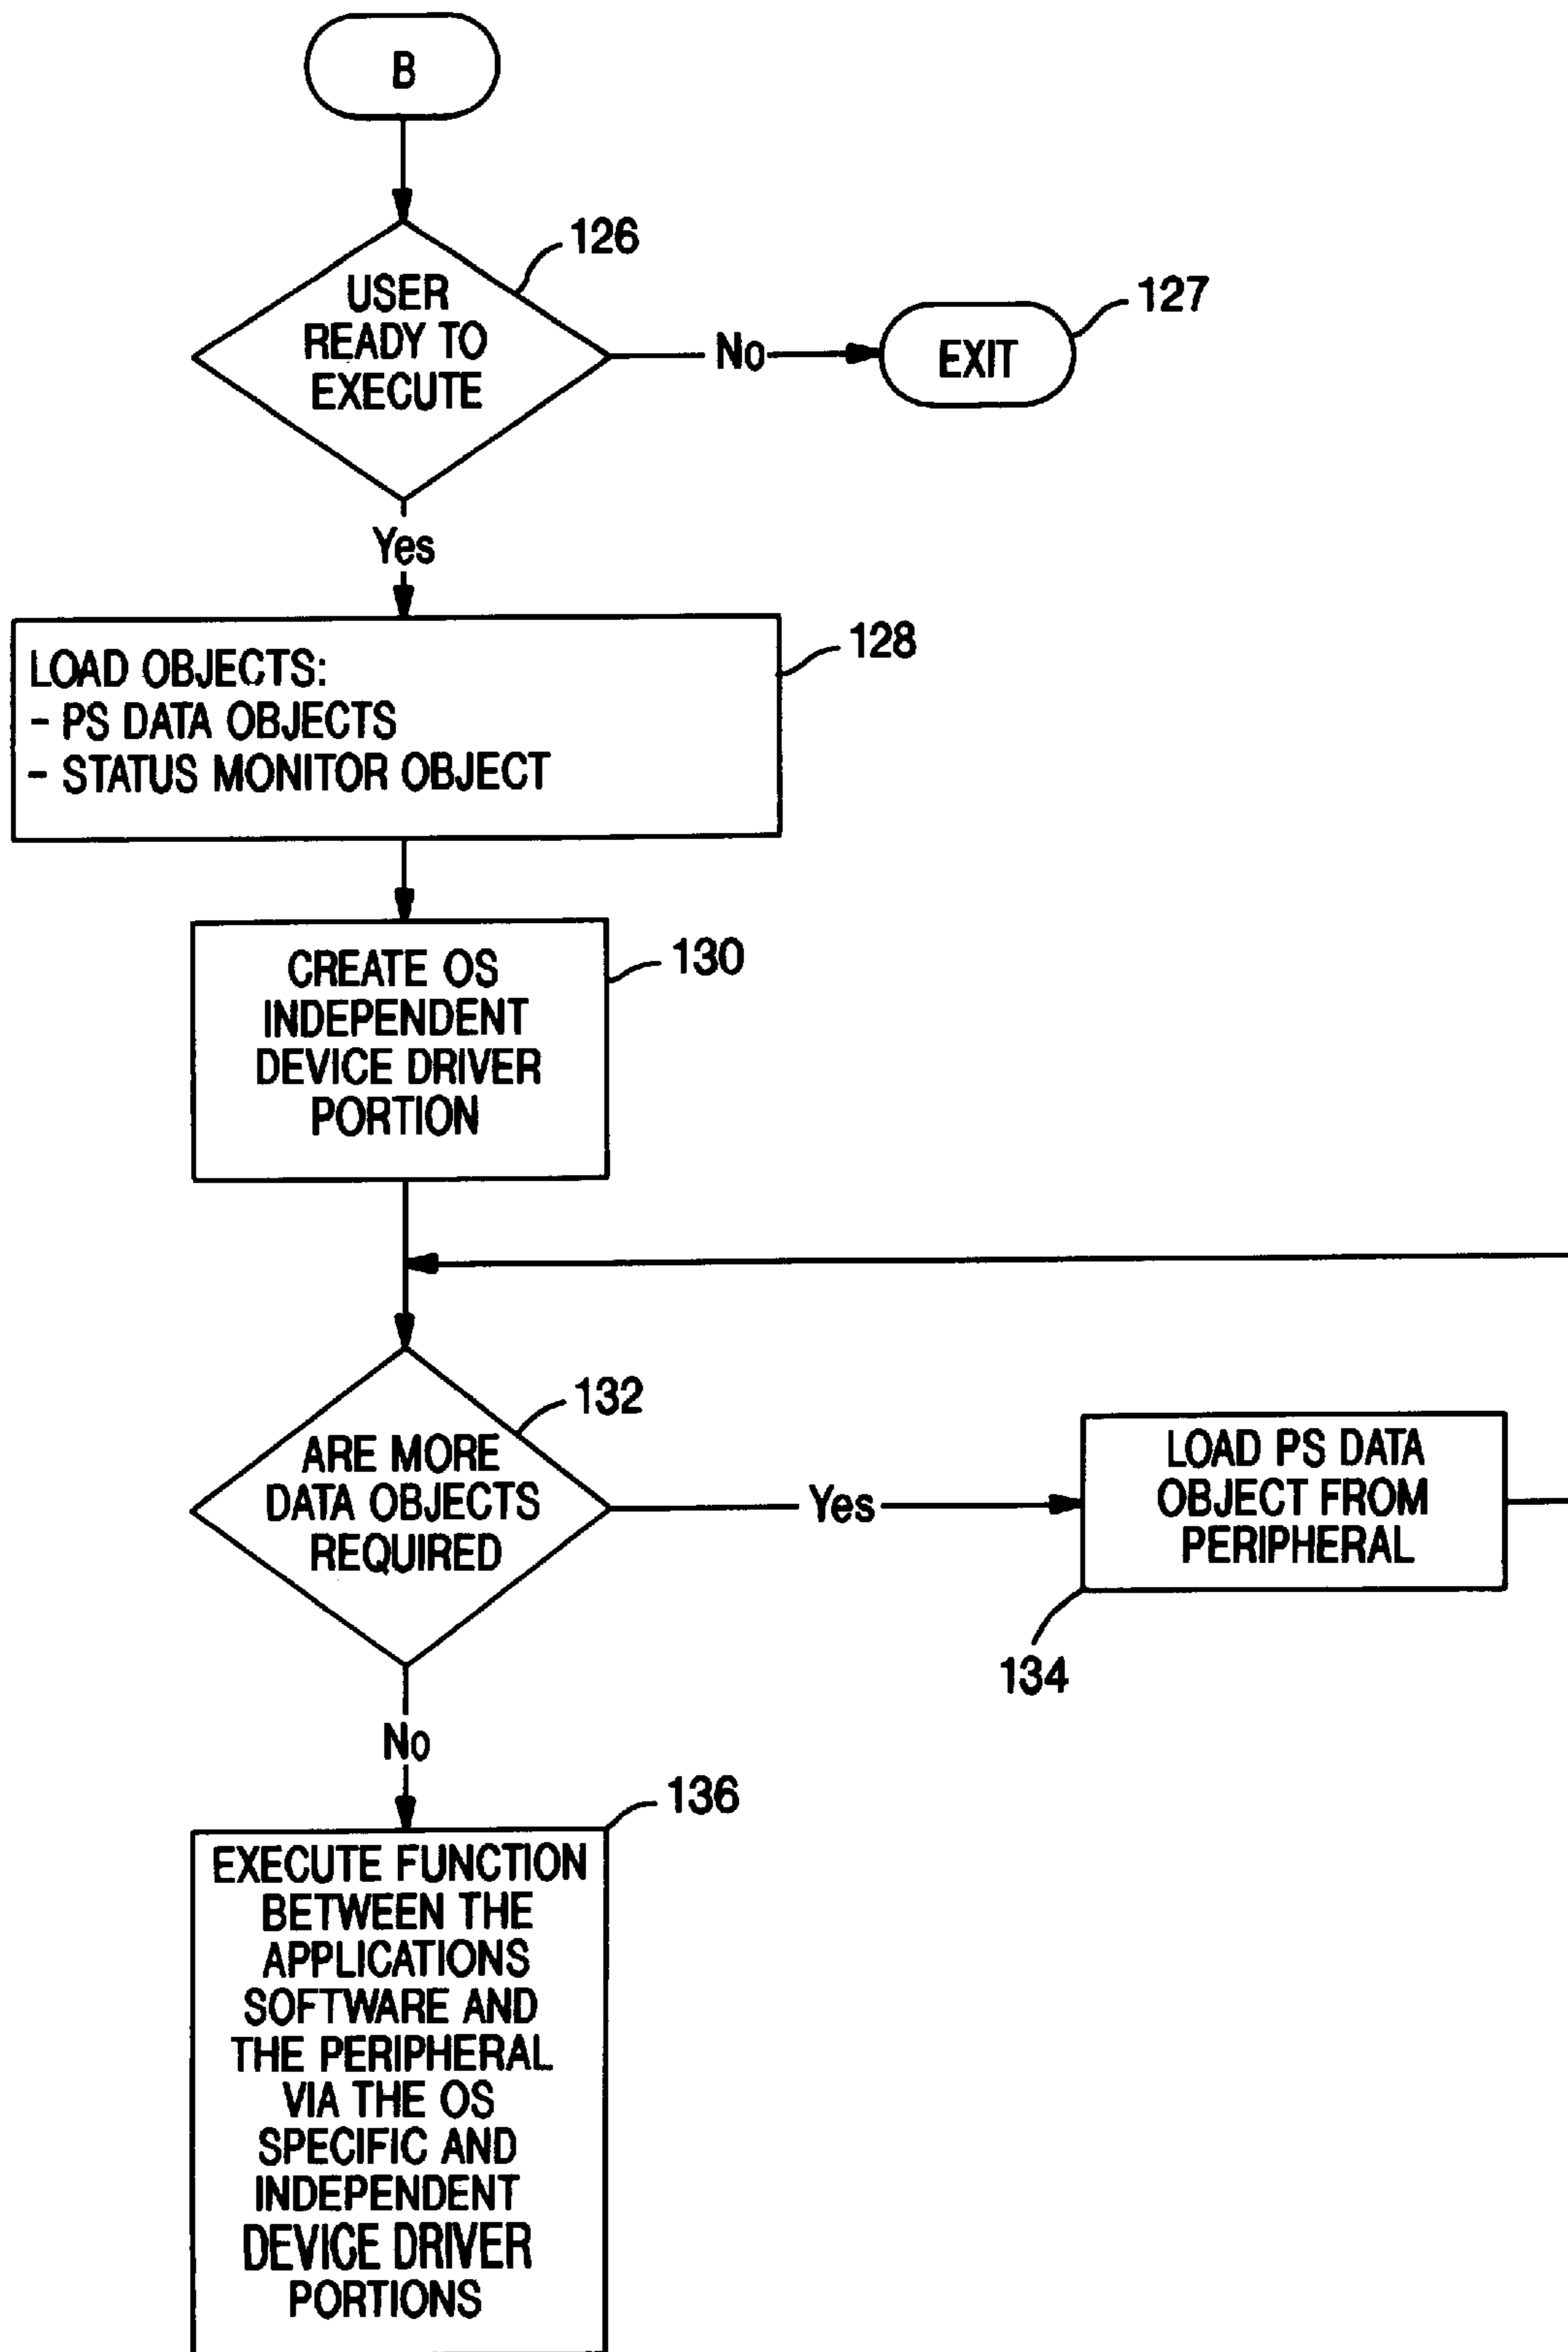 B
126
USER
READY TO
EXECUTE
No
EXIT
127
Yes
128
LOAD OBJECTS:
- PS DATA OBJECTS
- STATUS MONITOR OBJECT
130
CREATE OS
INDEPENDENT
DEVICE DRIVER
PORTION
132
ARE MORE
DATA OBJECTS
REQUIRED
Yes
LOAD PS DATA
OBJECT FROM
PERIPHERAL
134
No
136
EXECUTE FUNCTION
BETWEEN THE
APPLICATIONS
SOFTWARE AND
THE PERIPHERAL
VIA THE OS
SPECIFIC AND
INDEPENDENT
DEVICE DRIVER
PORTIONS